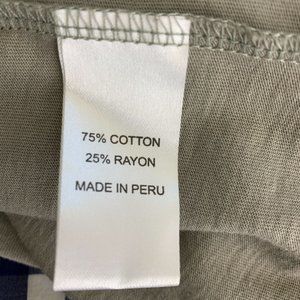 75% COTTON
25% RAYON
MADE IN PERU